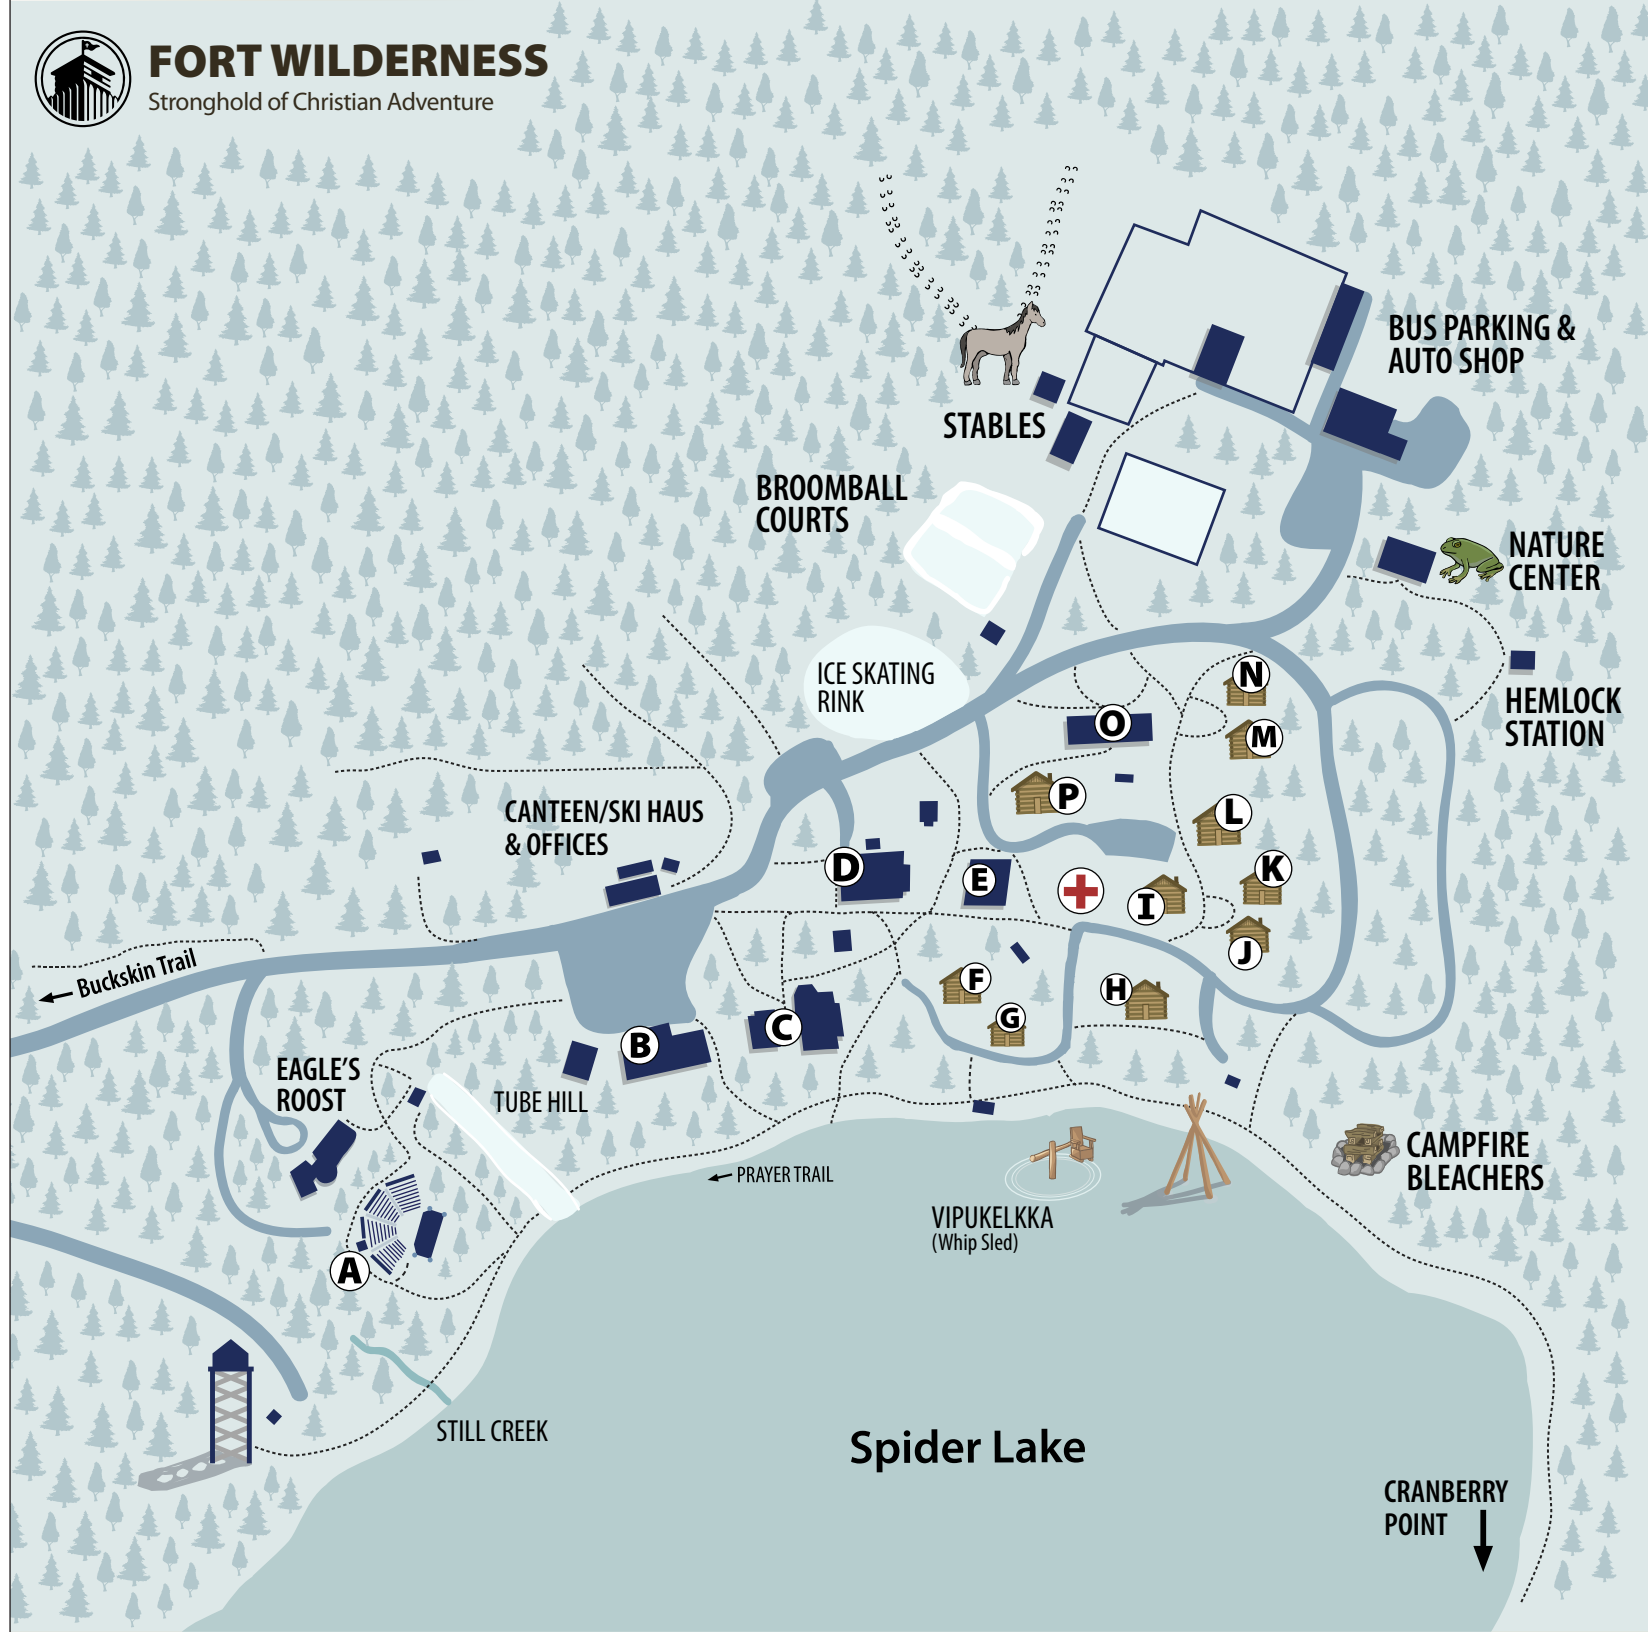 FORT WILDERNESS
Stronghold of Christian Adventure
BUS PARKING &
AUTO SHOP
STABLES
BROOMBALL
COURTS
NATURE
CENTER
ICE SKATING
RINK
HEMLOCK
STATION
N
M
O
P
L
K
J
I
CANTEEN/SKI HAUS
& OFFICES
D
E
F
G
H
Buckskin Trail
B
C
EAGLE'S
ROOST
TUBE HILL
PRAYER TRAIL
CAMPFIRE
BLEACHERS
VIPUKELKKA
(Whip Sled)
A
STILL CREEK
Spider Lake
CRANBERRY
POINT